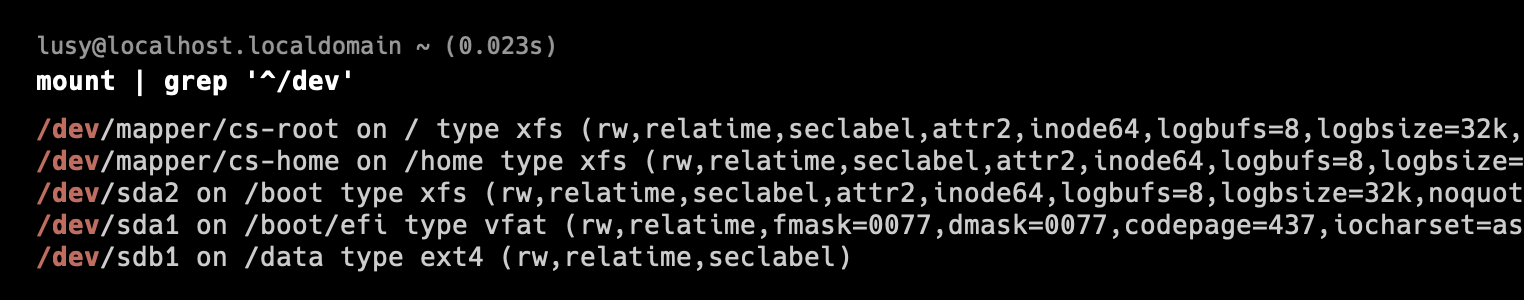 lusy@localhost.localdomain ~ (0.023s)
mount | grep '^/dev'
/dev/mapper/cs-root on / type xfs (rw,relatime,seclabel,attr2,inode64,logbufs=8,logbsize=32k,
/dev/mapper/cs-home on /home type xfs (rw,relatime,seclabel,attr2,inode64,logbufs=8,logbsize=
/dev/sda2 on /boot type xfs (rw,relatime,seclabel,attr2,inode64,logbufs=8,logbsize=32k,noquot
/dev/sda1 on /boot/efi type vfat (rw,relatime,fmask=0077,dmask=0077,codepage=437,iocharset=as
/dev/sdb1 on /data type ext4 (rw,relatime,seclabel)